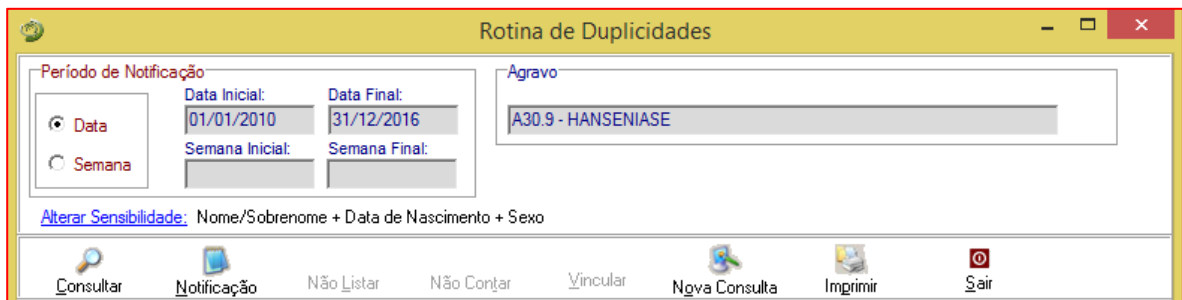 Rotina de Duplicidades
Período de Notificação
Agravo
Data Inicial: Data Final:
Data 01/01/2010 31/12/2016 A30.9 - HANSENIASE
Semana Inicial: Semana Final:
Semana
Alterar Sensibilidade: Nome/Sobrenome + Data de Nascimento + Sexo
Consultar Notificação Não Listar Não Contar Vincular Nova Consulta Imprimir Sair